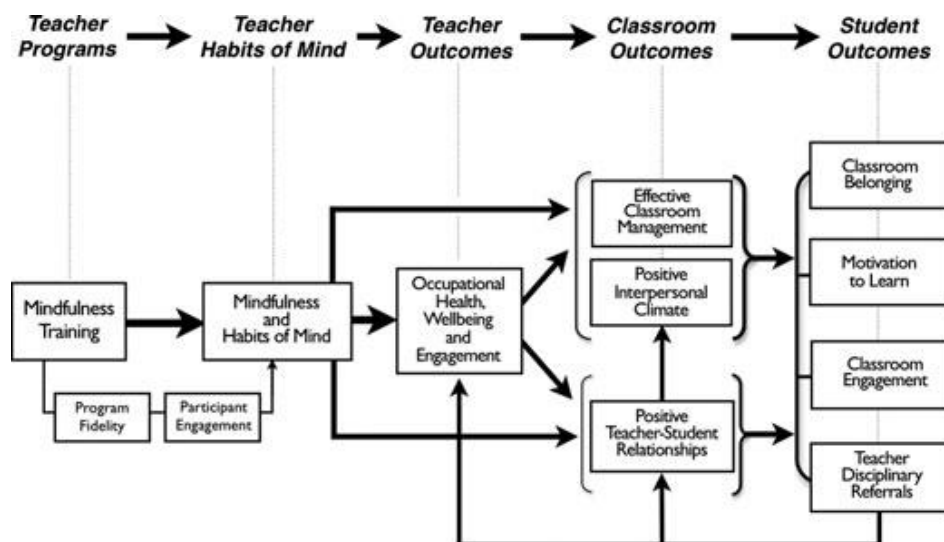 Teacher
Programs
Teacher
Habits of Mind
Teacher
Outcomes
Classroom
Outcomes
Student
Outcomes
Mindfulness
Training
Program
Fidelity
Participant
Engagement
Mindfulness
and
Habits of Mind
Occupational
Health,
Wellbeing
and
Engagement
Effective
Classroom
Management
Positive
Interpersonal
Climate
Positive
Teacher-Student
Relationships
Classroom
Belonging
Motivation
to Learn
Classroom
Engagement
Teacher
Disciplinary
Referrals